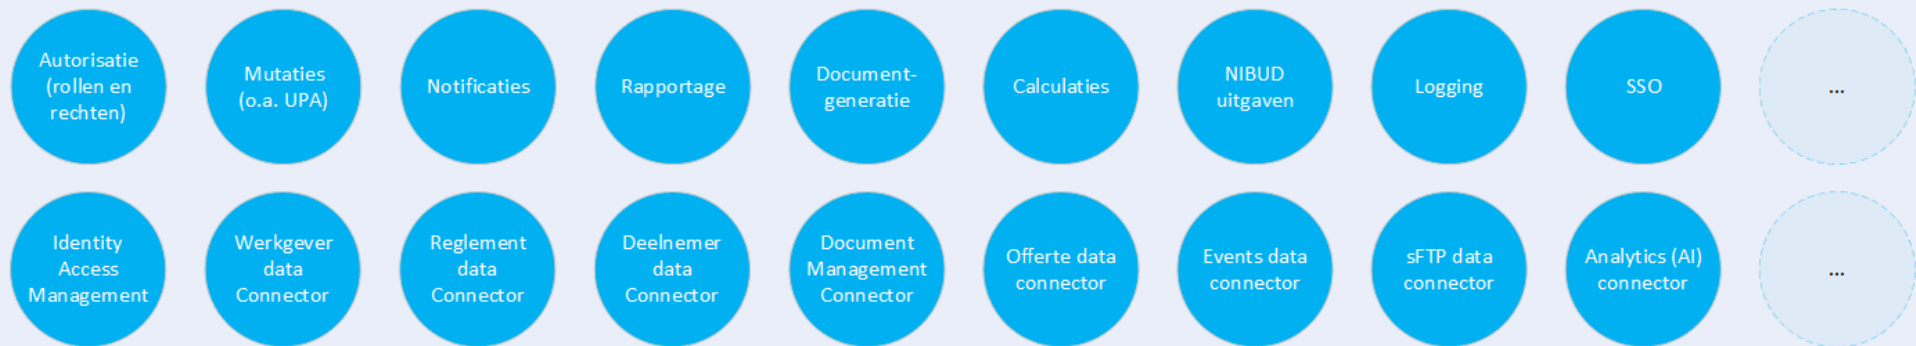 Autorisatie
(rollen en
rechten)
Mutaties
(o.a. UPA)
Notificaties
Rapportage
Document-
generatie
Calculaties
NIBUD
uitgaven
Logging
SSO
...
Identity
Access
Management
Werkgever
data
Connector
Reglement
data
Connector
Deelnemer
data
Connector
Document
Management
Connector
Offerte data
connector
Events data
connector
sFTP data
connector
Analytics (AI)
connector
...